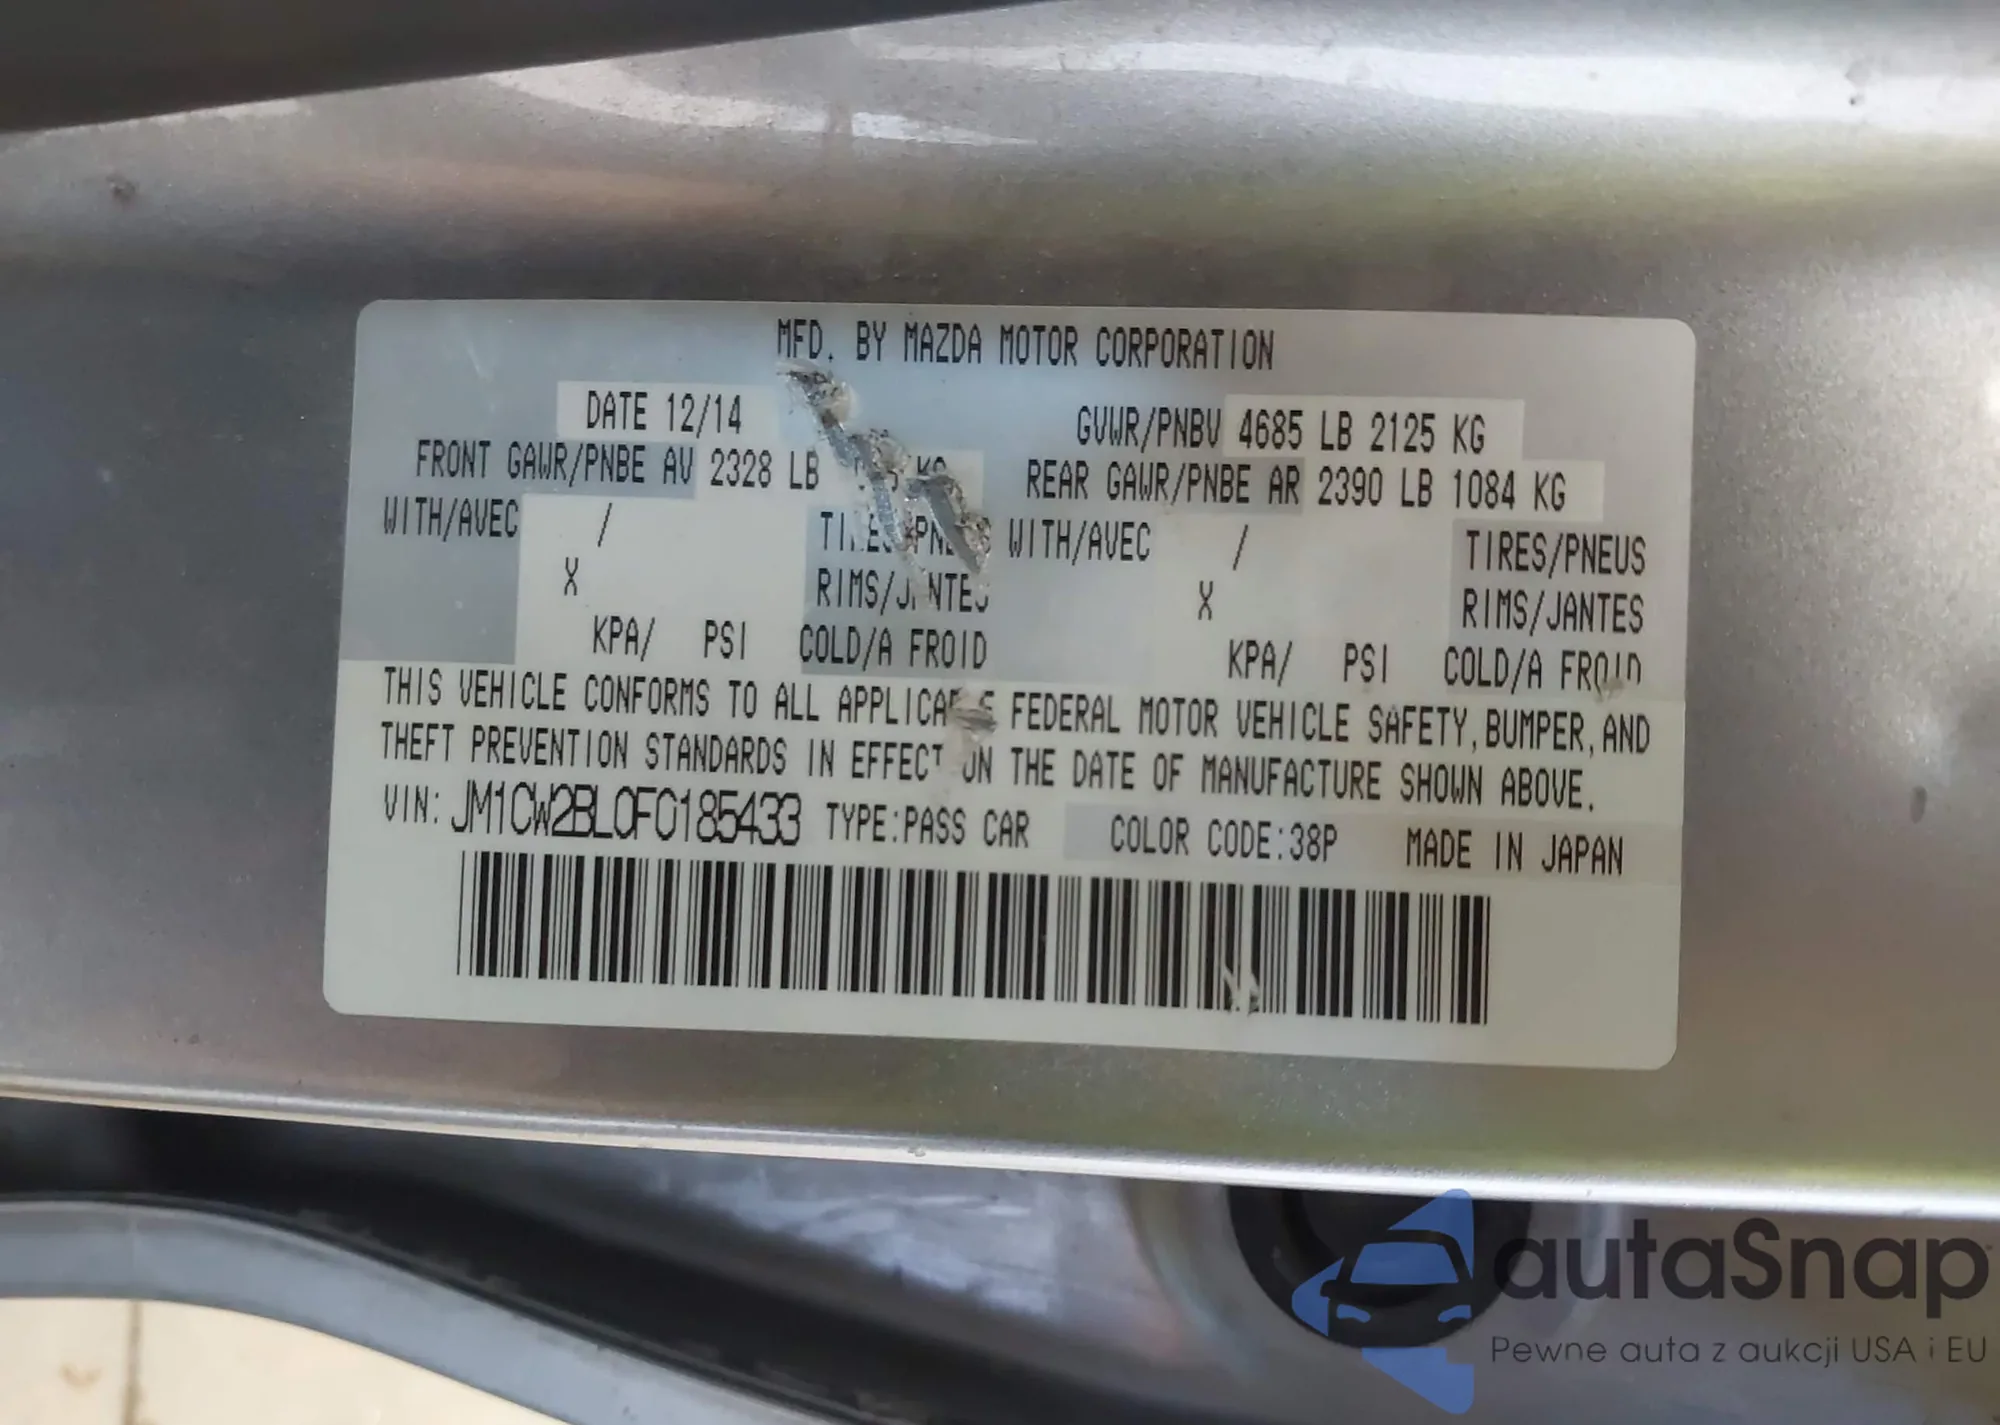 MFD. BY MAZDA MOTOR CORPORATION
DATE 12/14 GVWR/PNBV 4685 LB 2125 KG
FRONT GAWR/PNBE AV 2328 LB KG REAR GAWR/PNBE AR 2390 LB 1084 KG
WITH/AVEC / TIRES/PNEUS WITH/AVEC / TIRES/PNEUS
X RIMS/JANTES X RIMS/JANTES
KPA/ PSI COLD/A FROID KPA/ PSI COLD/A FROID
THIS VEHICLE CONFORMS TO ALL APPLICABLE FEDERAL MOTOR VEHICLE SAFETY, BUMPER, AND
THEFT PREVENTION STANDARDS IN EFFECT ON THE DATE OF MANUFACTURE SHOWN ABOVE.
VIN: JM1CW2BL0F0185433 TYPE:PASS CAR COLOR CODE:38P MADE IN JAPAN
autaSnap
Pewne auta z aukcji USA i EU